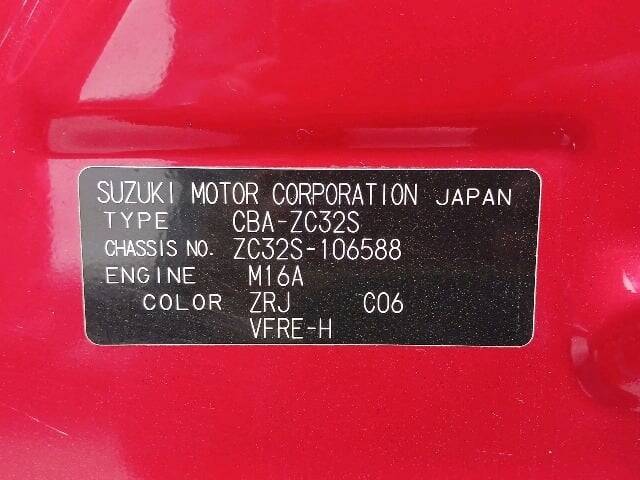 SUZUKI MOTOR CORPORATION JAPAN
TYPE CBA-ZC32S
CHASSIS NO. ZC32S-106588
ENGINE M16A
COLOR ZRJ C06
VFRE-H